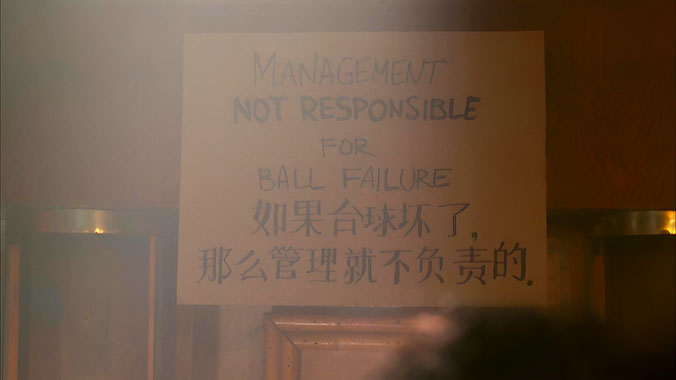 MANAGEMENT
NOT RESPONSIBLE
FOR
BALL FAILURE
如果台球坏了,
那么管理就不负责的.